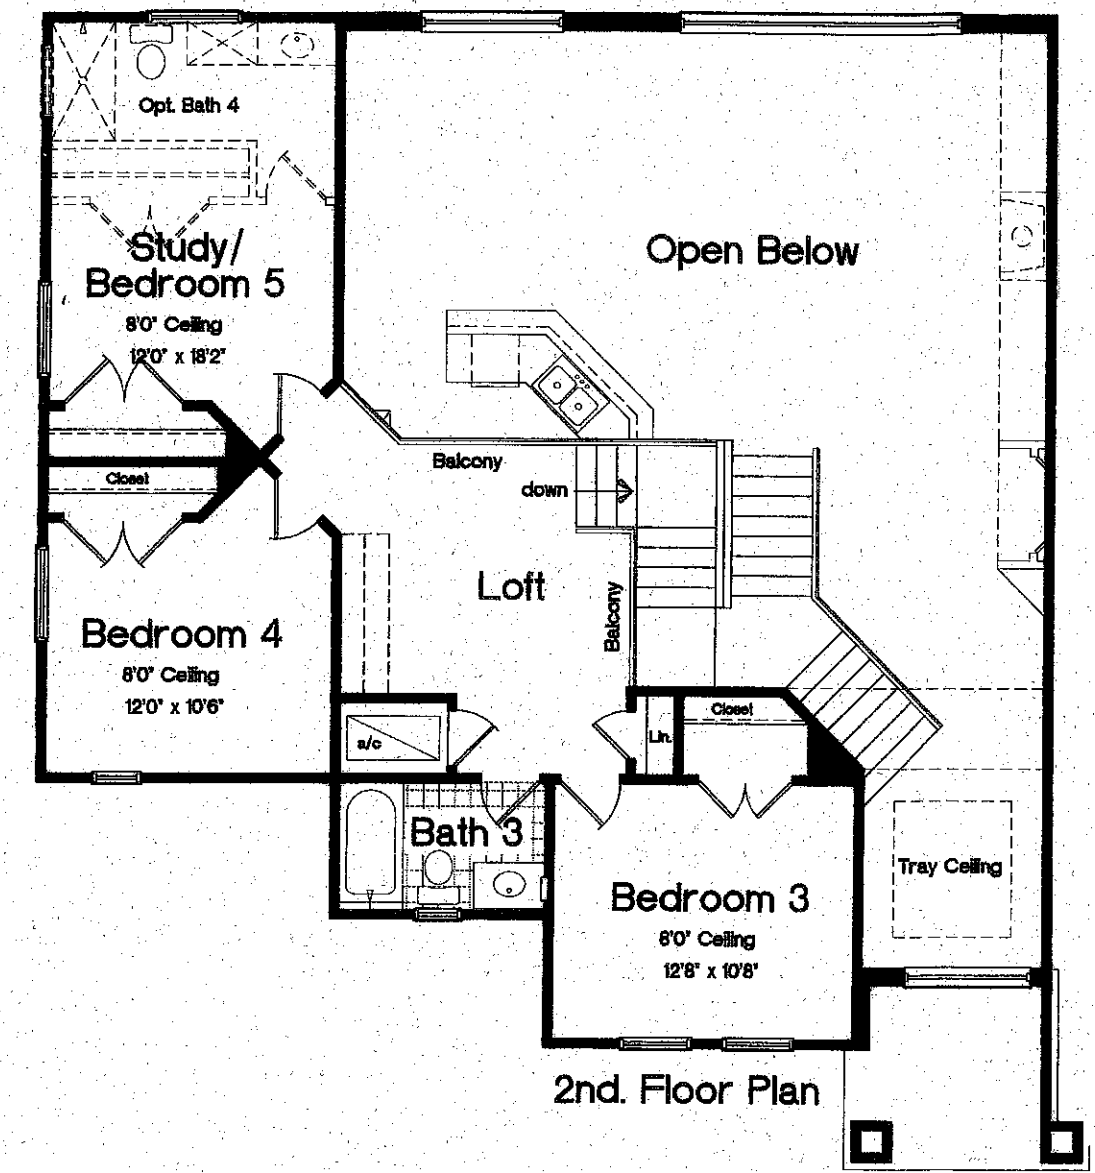 Opt. Bath 4
Study/
Bedroom 5
8'0" Ceiling
12'0" x 18'2"
Open Below
Closet
Balcony
down
Loft
Balcony
Bedroom 4
8'0" Ceiling
12'0" x 10'6"
a/c
Lin.
Closet
Bath 3
Bedroom 3
8'0" Ceiling
12'8" x 10'8"
Tray Ceiling
2nd. Floor Plan